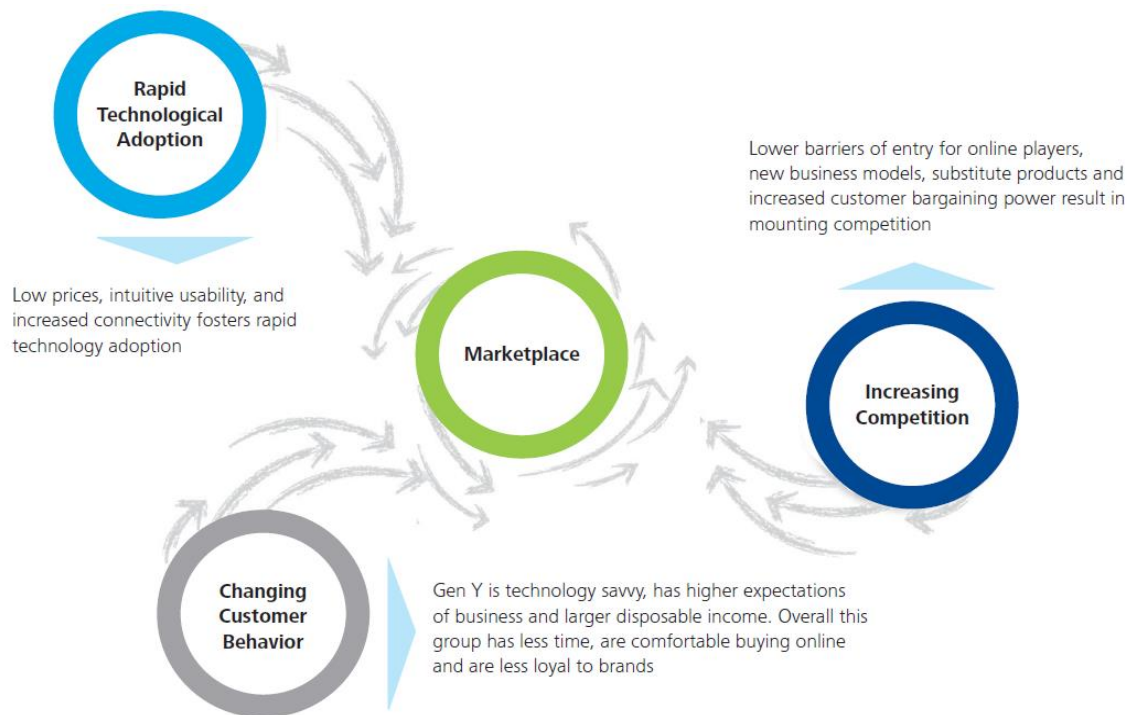 Rapid
Technological
Adoption
Low prices, intuitive usability, and
increased connectivity fosters rapid
technology adoption
Marketplace
Lower barriers of entry for online players,
new business models, substitute products and
increased customer bargaining power result in
mounting competition
Increasing
Competition
Changing
Customer
Behavior
Gen Y is technology savvy, has higher expectations
of business and larger disposable income. Overall this
group has less time, are comfortable buying online
and are less loyal to brands